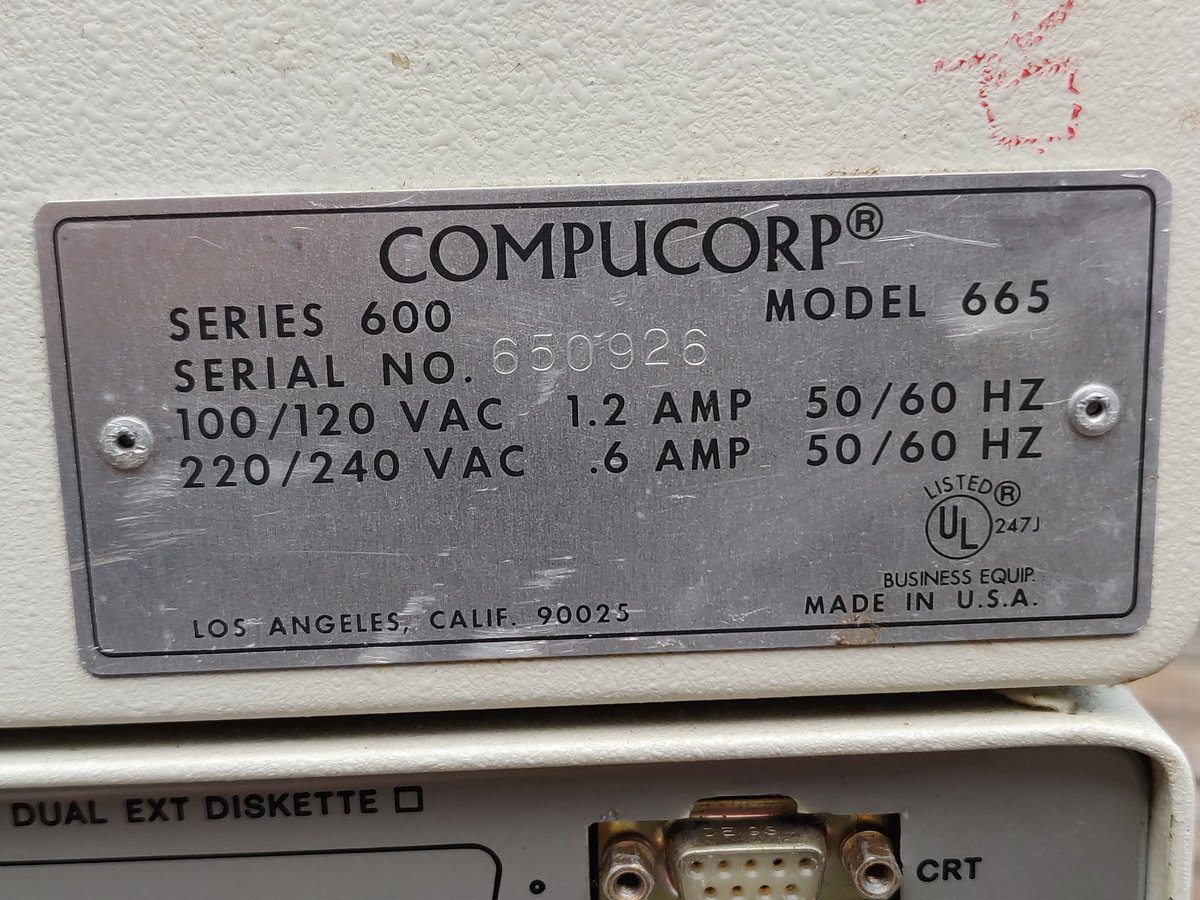 COMPUCORP®
SERIES 600 MODEL 665
SERIAL NO. 650926
100/120 VAC 1.2 AMP 50/60 HZ
220/240 VAC .6 AMP 50/60 HZ
LISTED ®
UL 247J
BUSINESS EQUIP.
LOS ANGELES, CALIF. 90025 MADE IN U.S.A.
DUAL EXT DISKETTE
CRT